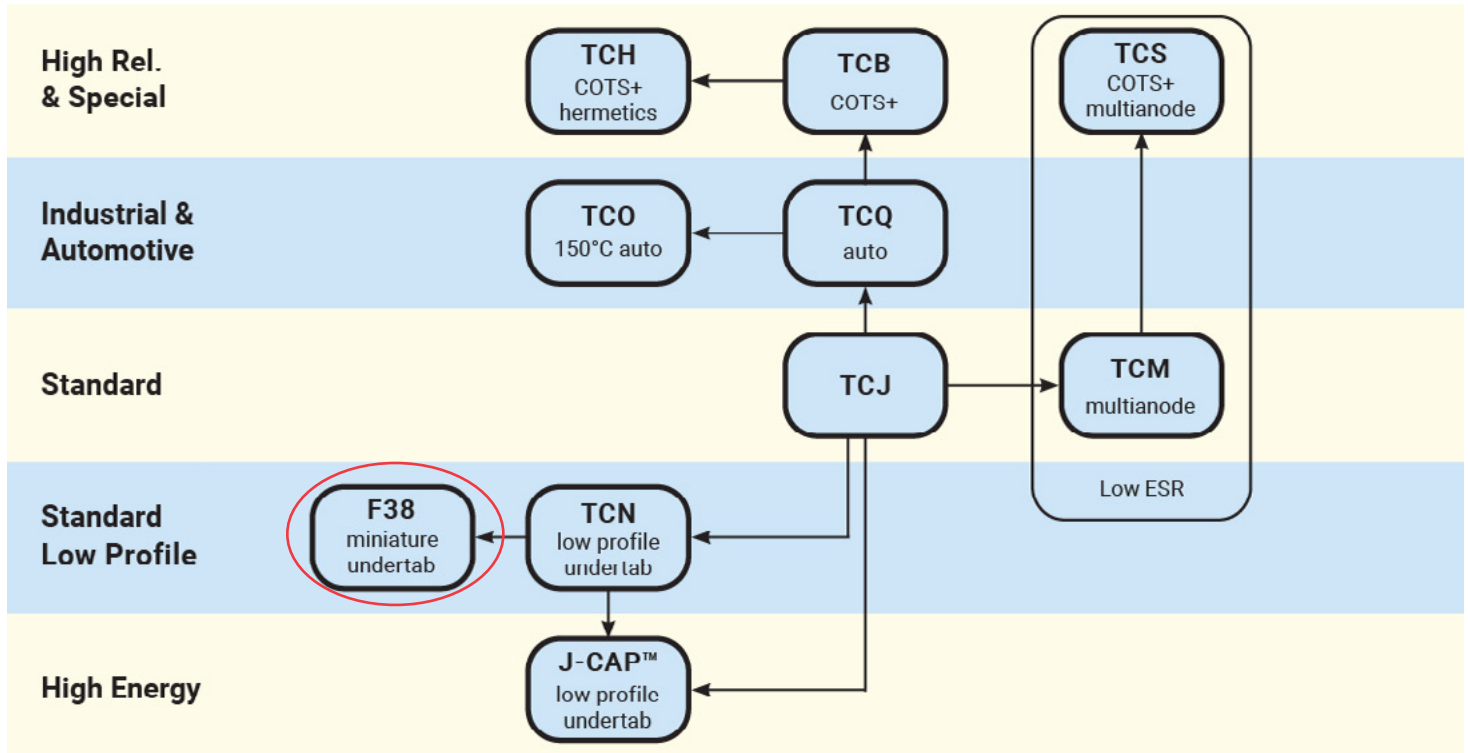 High Rel.
& Special
TCH
COTS+
hermetics
TCB
COTS+
TCS
COTS+
multianode
Industrial &
Automotive
TCO
150°C auto
TCQ
auto
Standard
TCJ
TCM
multianode
Low ESR
Standard
Low Profile
F38
miniature
undertab
TCN
low profile
undertab
High Energy
J-CAP™
low profile
undertab